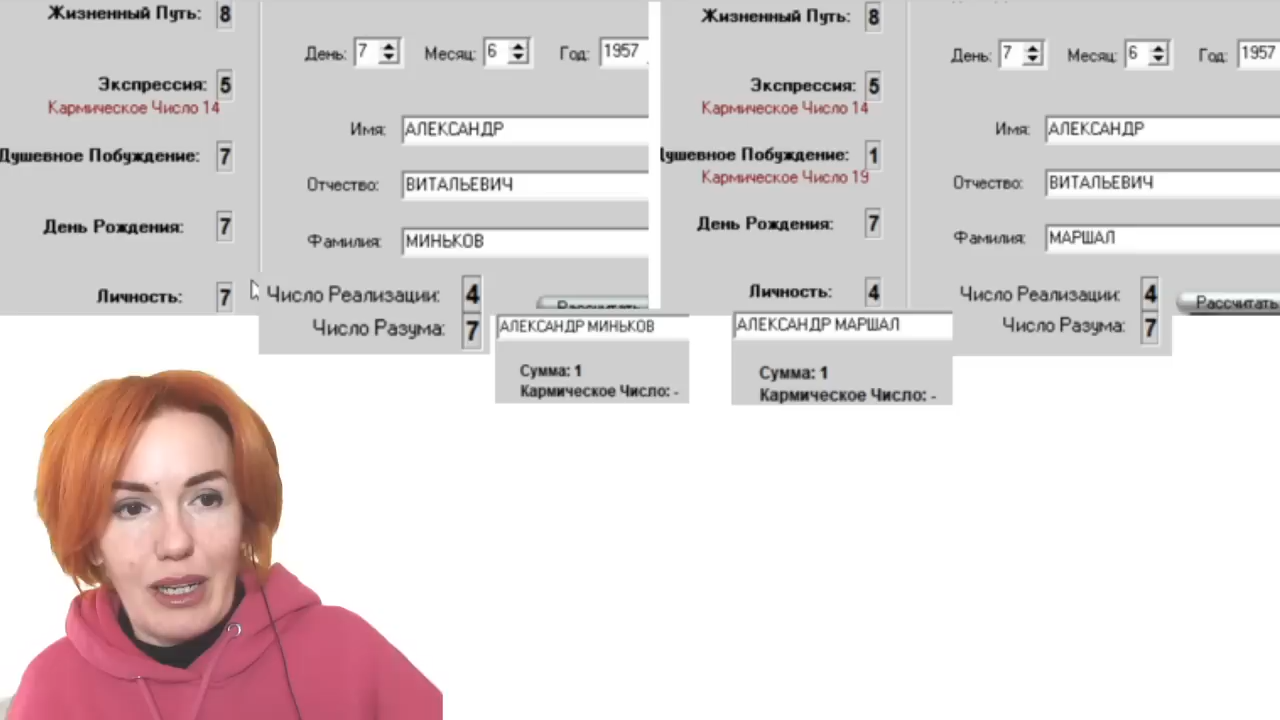 Жизненный Путь: 8
День: 7 Месяц: 6 Год: 1957
Экспрессия: 5
Кармическое Число 14
Имя: АЛЕКСАНДР
Душевное Побуждение: 7
Отчество: ВИТАЛЬЕВИЧ
День Рождения: 7
Фамилия: МИНЬКОВ
Личность: 7
Число Реализации: 4
Рассчитать
Число Разума: 7
АЛЕКСАНДР МИНЬКОВ
Сумма: 1
Кармическое Число: -
Жизненный Путь: 8
День: 7 Месяц: 6 Год: 1957
Экспрессия: 5
Кармическое Число 14
Имя: АЛЕКСАНДР
Душевное Побуждение: 1
Кармическое Число 19
Отчество: ВИТАЛЬЕВИЧ
День Рождения: 7
Фамилия: МАРШАЛ
Личность: 4
Число Реализации: 4
Рассчитать
Число Разума: 7
АЛЕКСАНДР МАРШАЛ
Сумма: 1
Кармическое Число: -